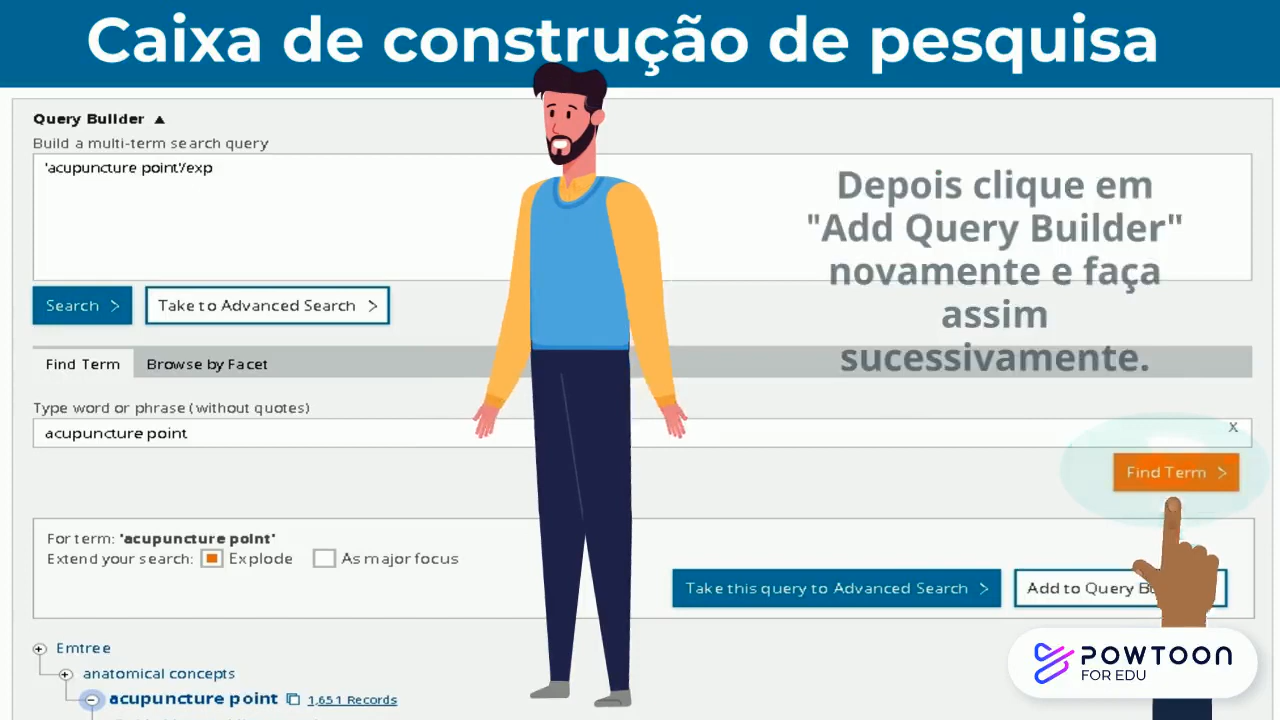 Caixa de construção de pesquisa
Query Builder ▲
Build a multi-term search query
'acupuncture point'/exp
Depois clique em
"Add Query Builder"
novamente e faça
assim
sucessivamente.
Search >
Take to Advanced Search >
Find Term
Browse by Facet
Type word or phrase (without quotes)
acupuncture point
X
Find Term >
For term: 'acupuncture point'
Extend your search: Explode As major focus
Take this query to Advanced Search >
Add to Query
Emtree
anatomical concepts
acupuncture point 1,651 Records
POWTOON
FOR EDU